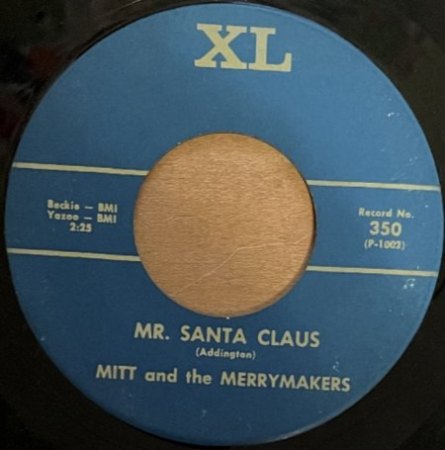 XL
Beckie – BMI
Yazoo – BMI
2:25
Record No.
350
(P-1002)
MR. SANTA CLAUS
(Addington)
MITT and the MERRYMAKERS